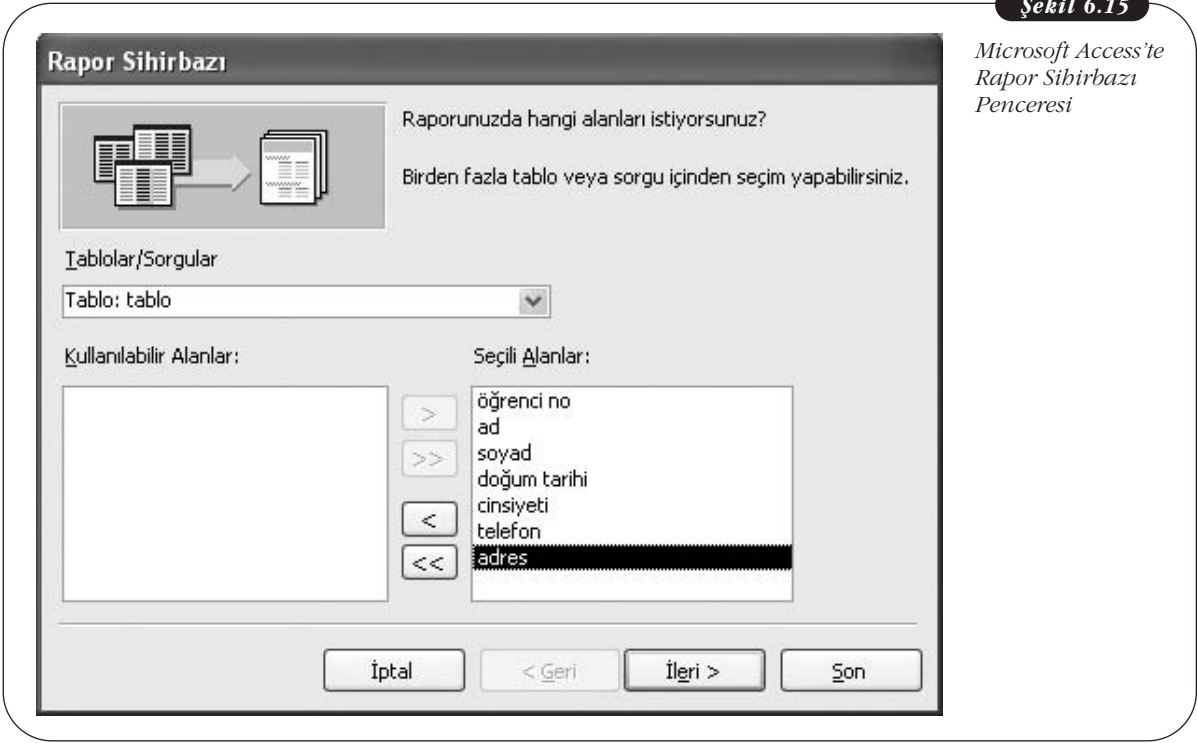 Şekil 6.15
Microsoft Access’te
Rapor Sihirbazı
Penceresi
Rapor Sihirbazı
Raporunuzda hangi alanları istiyorsunuz?
Birden fazla tablo veya sorgu içinden seçim yapabilirsiniz.
Tablolar/Sorgular
Tablo: tablo
Kullanılabilir Alanlar:
Seçili Alanlar:
>
>>
<
<<
öğrenci no
ad
soyad
doğum tarihi
cinsiyeti
telefon
adres
İptal
< Geri
İleri >
Son